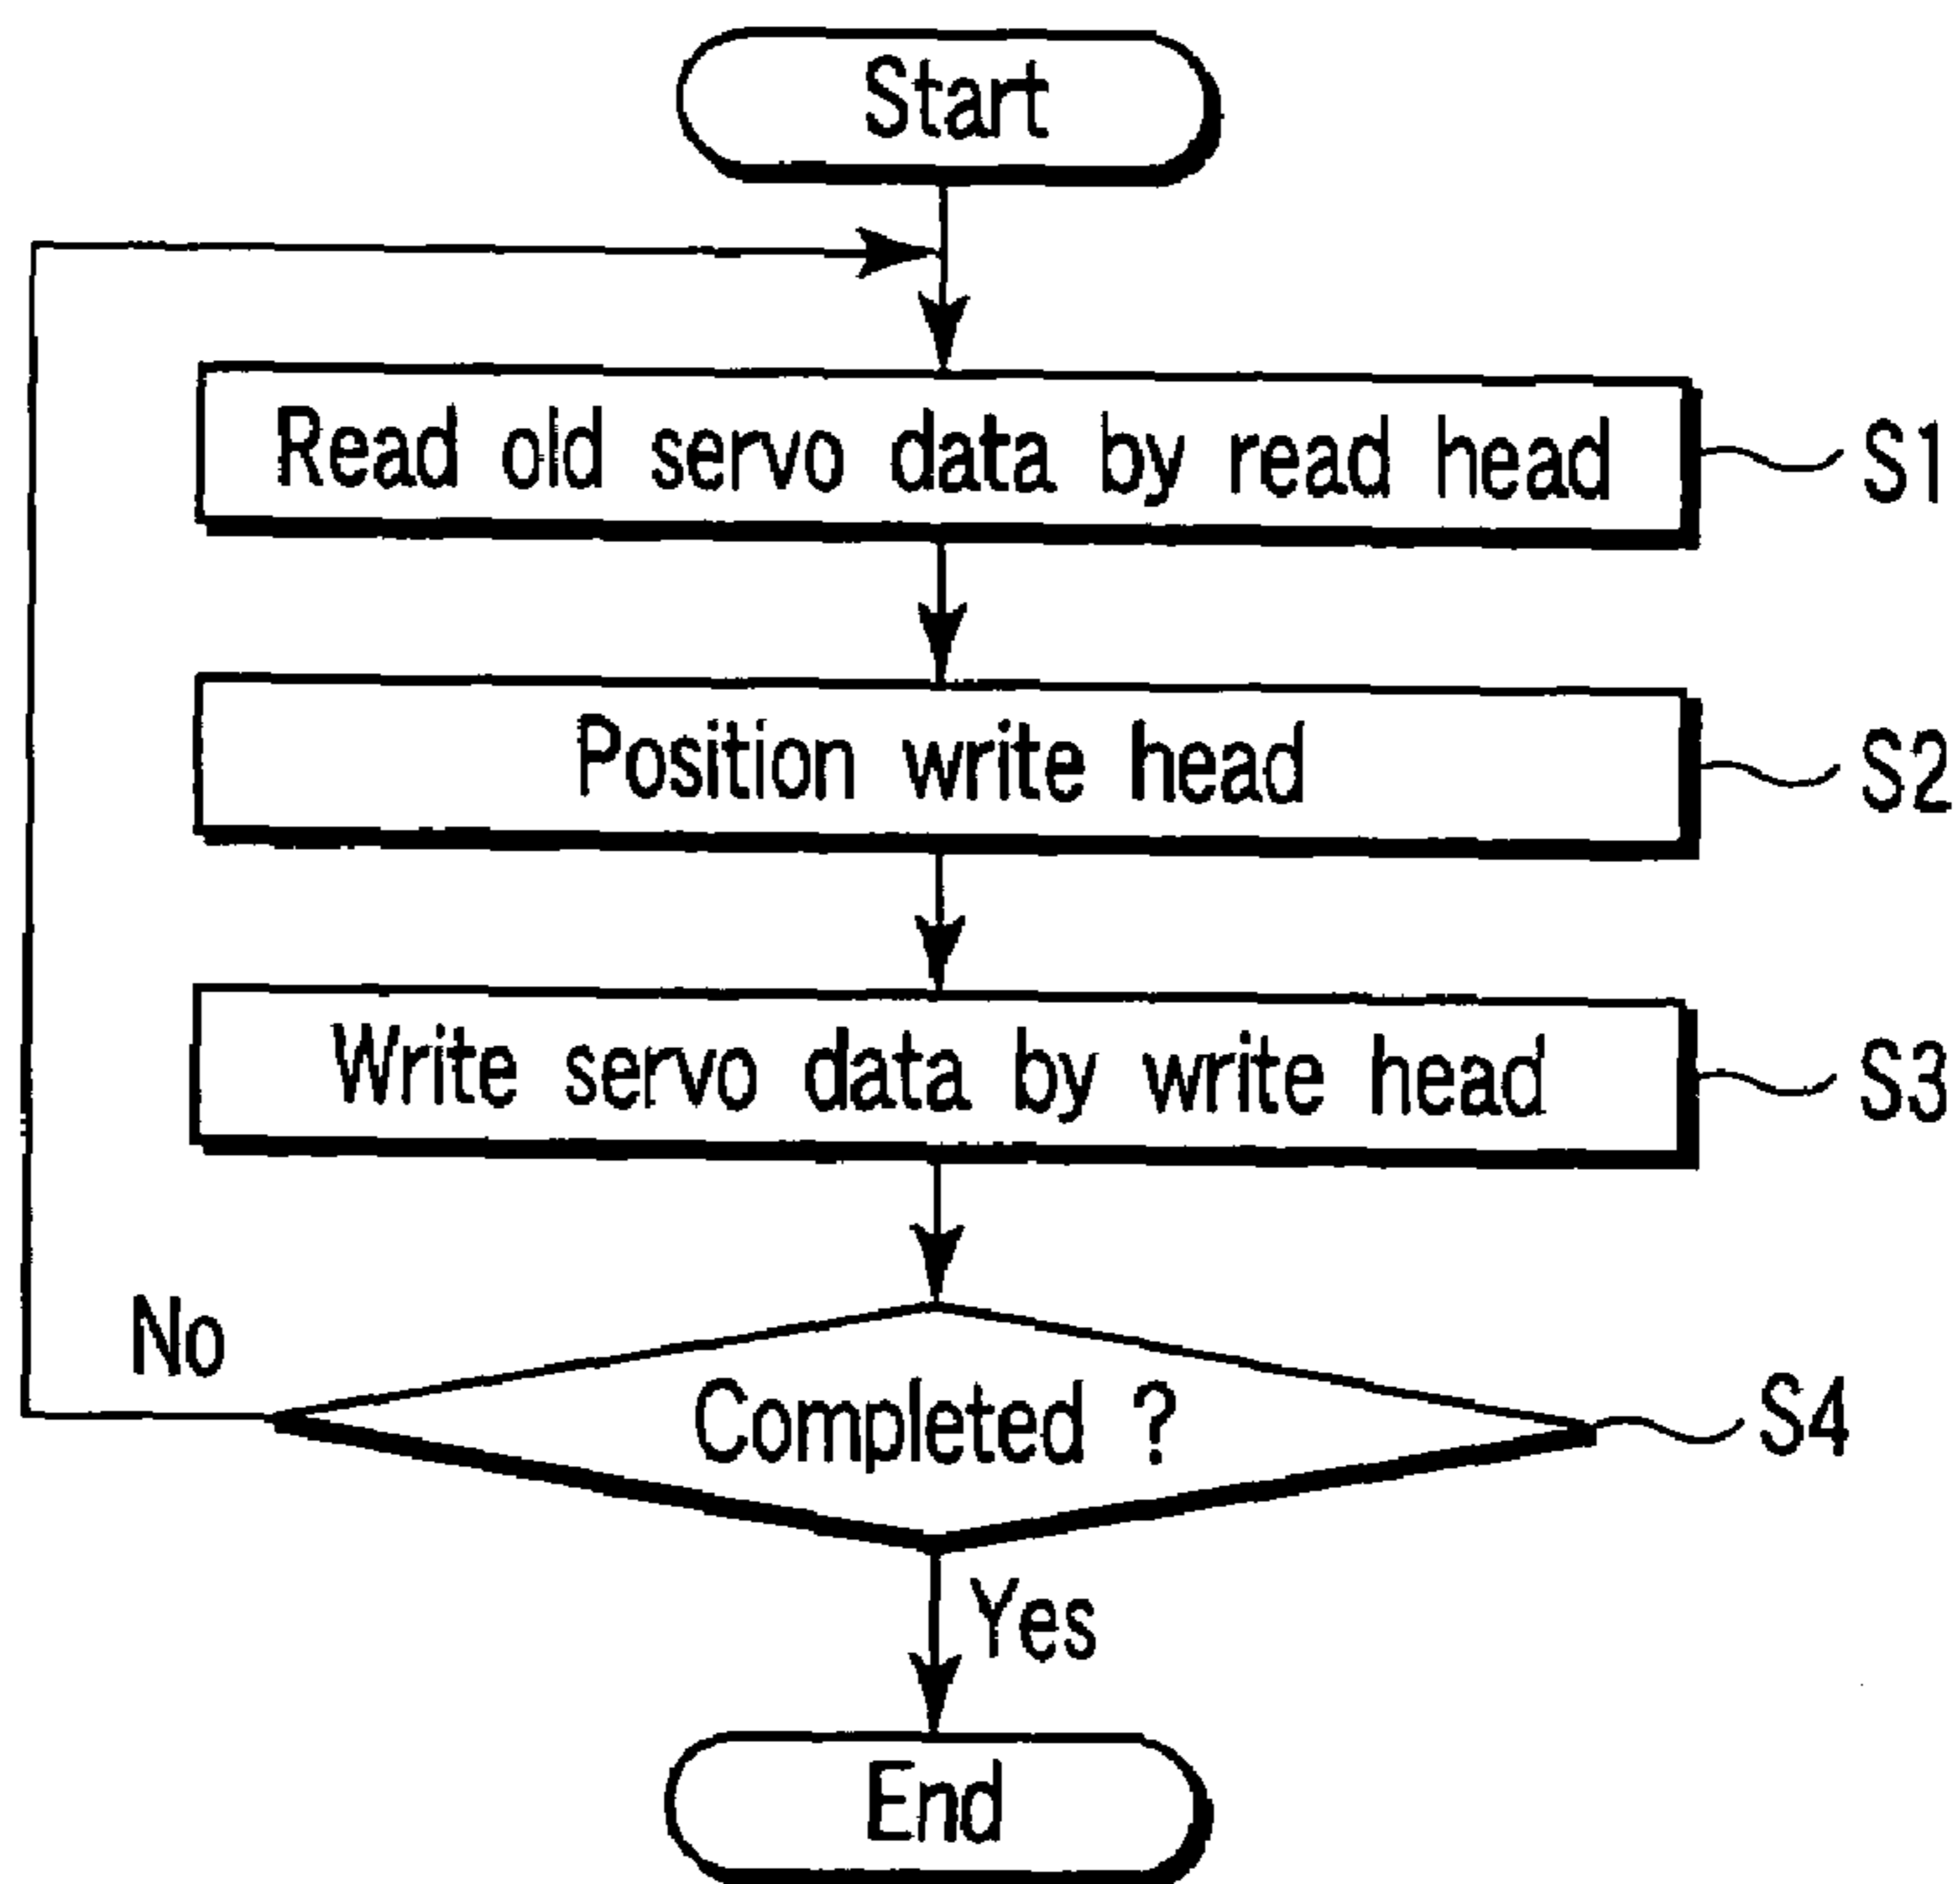 Start
Read old servo data by read head
S1
Position write head
S2
Write servo data by write head
S3
No
Completed ?
S4
Yes
End